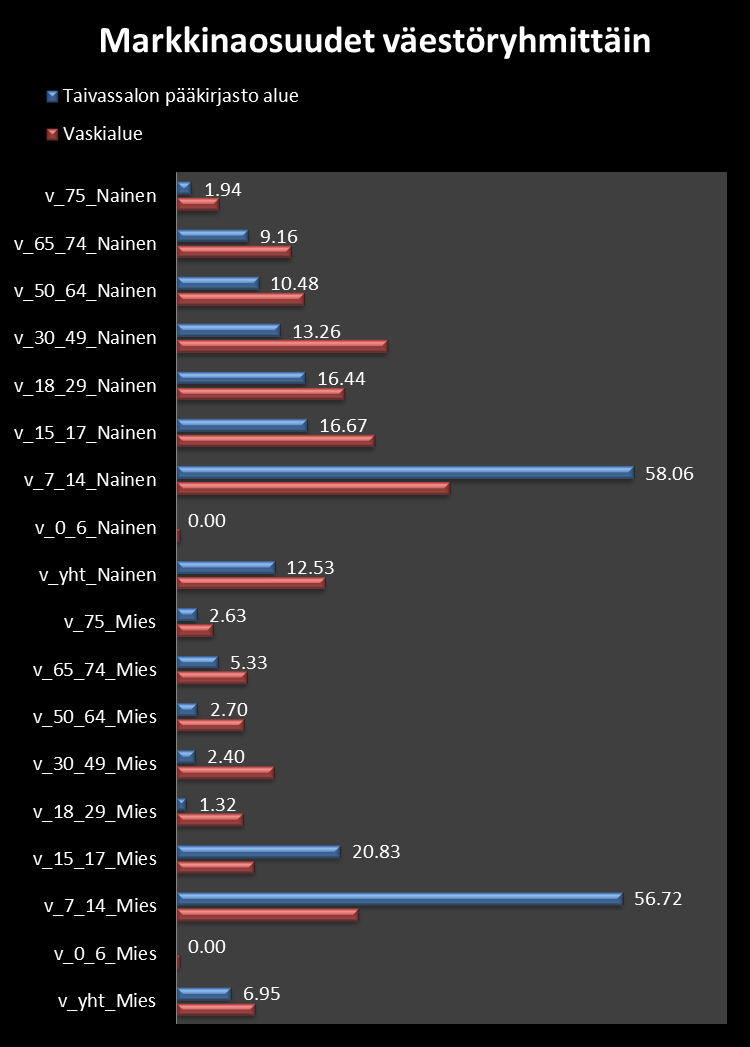 Markkinaosuudet väestöryhmittäin
Taivassalon pääkirjasto alue
Vaskialue
v_75_Nainen 1.94
v_65_74_Nainen 9.16
v_50_64_Nainen 10.48
v_30_49_Nainen 13.26
v_18_29_Nainen 16.44
v_15_17_Nainen 16.67
v_7_14_Nainen 58.06
v_0_6_Nainen 0.00
v_yht_Nainen 12.53
v_75_Mies 2.63
v_65_74_Mies 5.33
v_50_64_Mies 2.70
v_30_49_Mies 2.40
v_18_29_Mies 1.32
v_15_17_Mies 20.83
v_7_14_Mies 56.72
v_0_6_Mies 0.00
v_yht_Mies 6.95